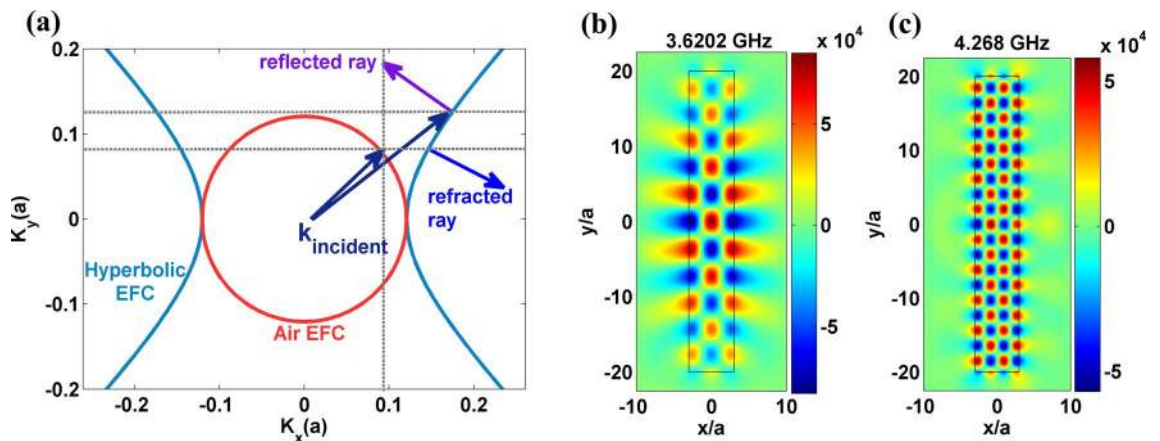 (a)
0.2
0.1
0
-0.1
-0.2
K_y(a)
-0.2
-0.1
0
0.1
0.2
K_x(a)
reflected ray
refracted
ray
k_incident
Hyperbolic
EFC
Air EFC
(b)
3.6202 GHz
x 10^4
20
10
0
-10
-20
y/a
-10
0
10
x/a
5
0
-5
(c)
4.268 GHz
x 10^4
20
10
0
-10
-20
y/a
-10
0
10
x/a
5
0
-5